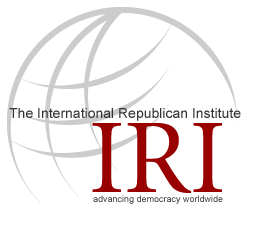 The International Republican Institute
IRI
advancing democracy worldwide